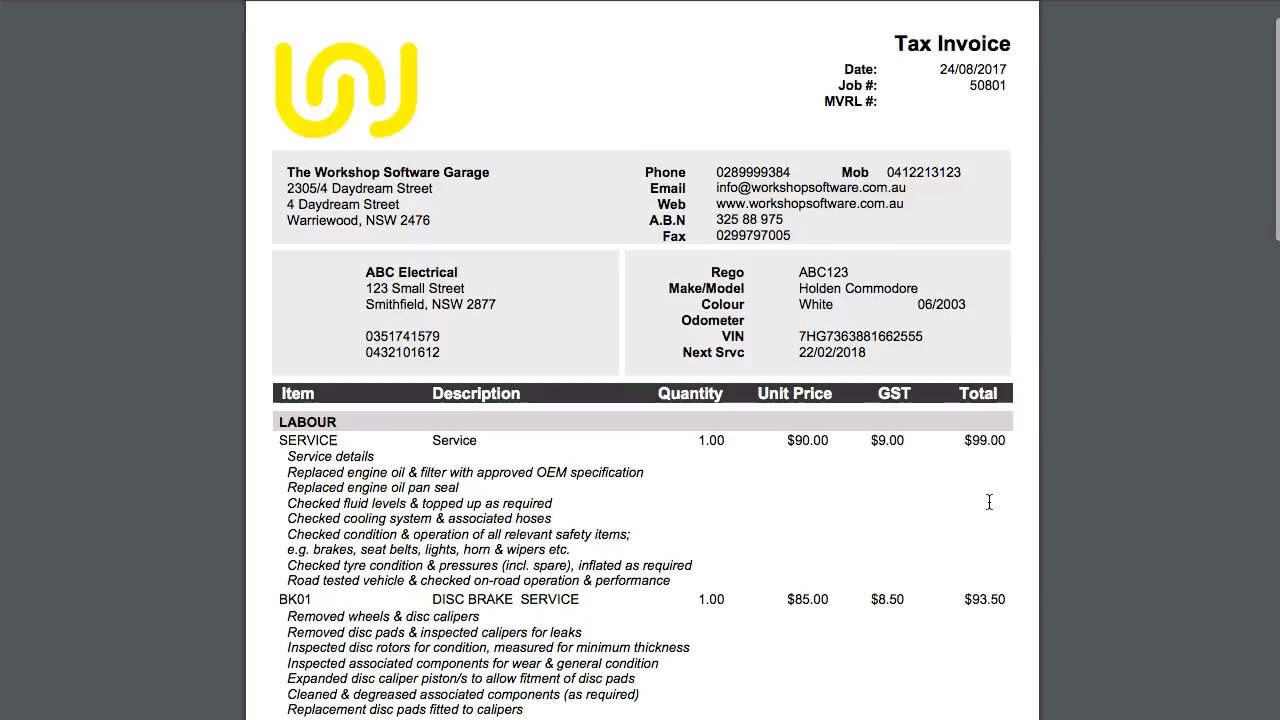 Tax Invoice
Date: 24/08/2017
Job #: 50801
MVRL #:
The Workshop Software Garage Phone 0289999384 Mob 0412213123
2305/4 Daydream Street Email info@workshopsoftware.com.au
4 Daydream Street Web www.workshopsoftware.com.au
Warriewood, NSW 2476 A.B.N 325 88 975
Fax 0299797005
ABC Electrical Rego ABC123
123 Small Street Make/Model Holden Commodore
Smithfield, NSW 2877 Colour White 06/2003
Odometer
0351741579 VIN 7HG7363881662555
0432101612 Next Srvc 22/02/2018
Item Description Quantity Unit Price GST Total
LABOUR
SERVICE Service 1.00 $90.00 $9.00 $99.00
Service details
Replaced engine oil & filter with approved OEM specification
Replaced engine oil pan seal
Checked fluid levels & topped up as required
Checked cooling system & associated hoses
Checked condition & operation of all relevant safety items;
e.g. brakes, seat belts, lights, horn & wipers etc.
Checked tyre condition & pressures (incl. spare), inflated as required
Road tested vehicle & checked on-road operation & performance
BK01 DISC BRAKE SERVICE 1.00 $85.00 $8.50 $93.50
Removed wheels & disc calipers
Removed disc pads & inspected calipers for leaks
Inspected disc rotors for condition, measured for minimum thickness
Inspected associated components for wear & general condition
Expanded disc caliper piston/s to allow fitment of disc pads
Cleaned & degreased associated components (as required)
Replacement disc pads fitted to calipers